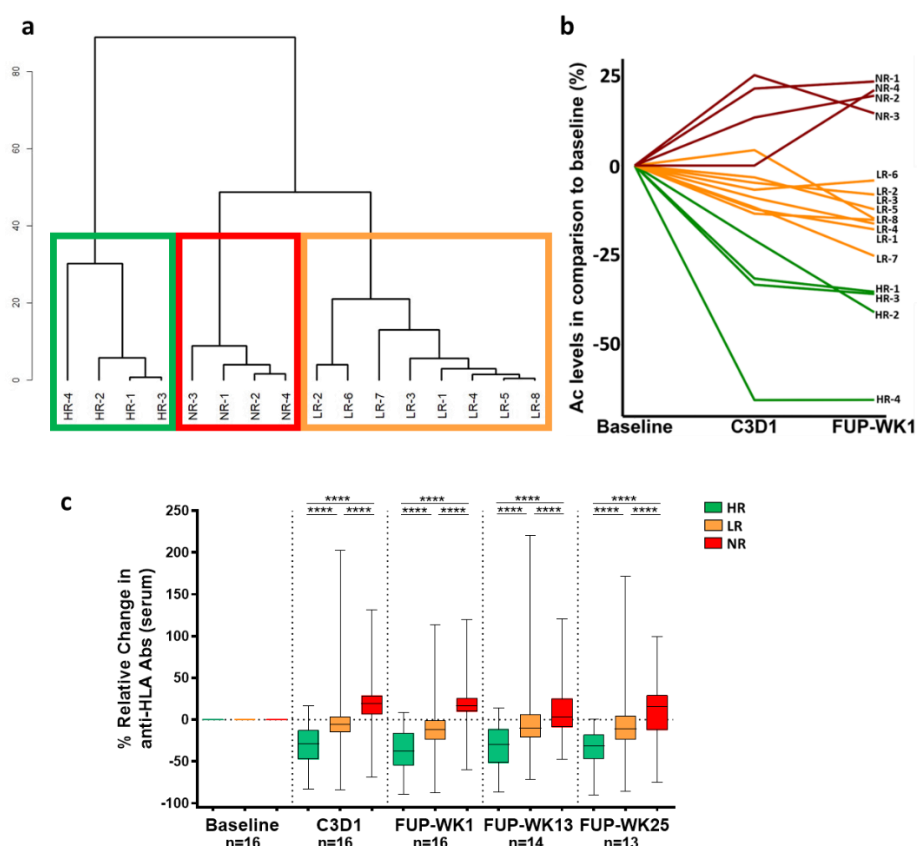 a
80
60
40
20
0
HR-4
HR-2
HR-1
HR-3
NR-3
NR-1
NR-2
NR-4
LR-2
LR-6
LR-7
LR-3
LR-1
LR-4
LR-5
LR-8
b
Ac levels in comparison to baseline (%)
25
0
-25
-50
NR-1
NR-4
NR-2
NR-3
LR-6
LR-2
LR-3
LR-5
LR-8
LR-4
LR-1
LR-7
HR-1
HR-3
HR-2
HR-4
Baseline C3D1 FUP-WK1
c
% Relative Change in
anti-HLA Abs (serum)
250
200
150
100
50
0
-50
-100
**** **** **** ****
**** **** **** **** **** **** **** ****
HR
LR
NR
Baseline C3D1 FUP-WK1 FUP-WK13 FUP-WK25
n=16 n=16 n=16 n=14 n=13